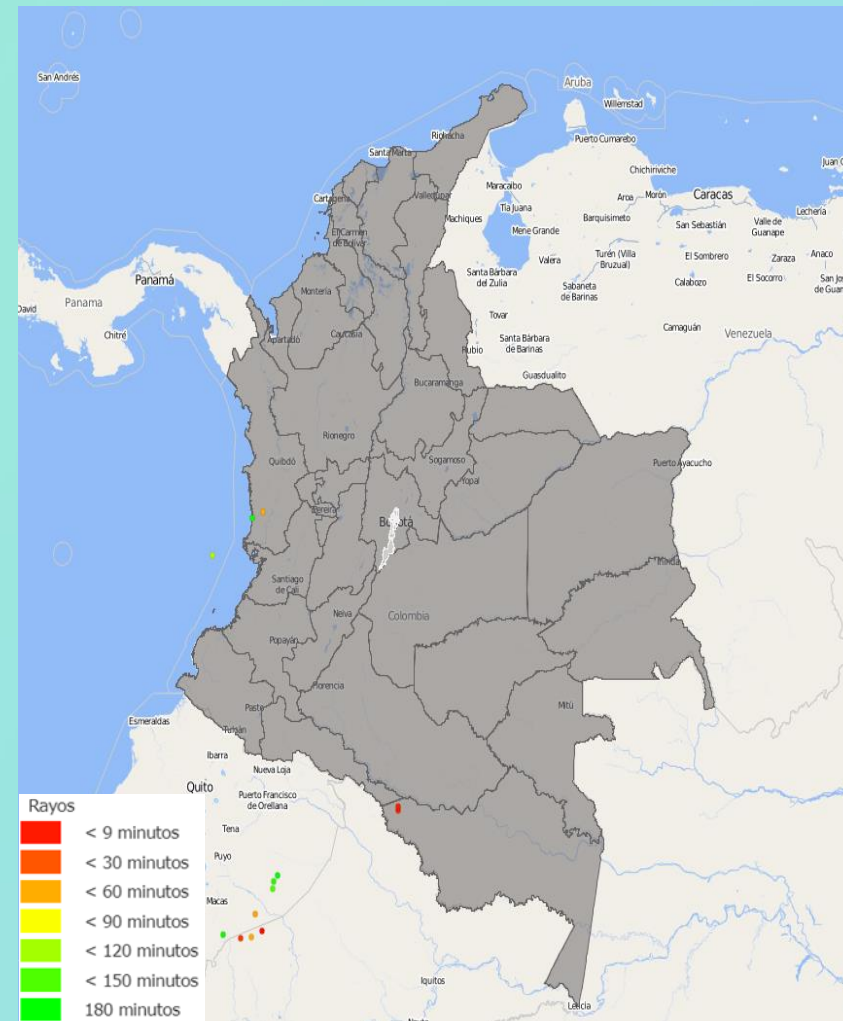 San Andrés
Aruba
Willemstad
Riohacha
Puerto Cumarebo
Santa Marta
Chichiriviche
Juan G
Maracaibo
Cartagena
Valledupar
Aroa
Morón
Caracas
Tía Juana
Lechería
Machiques
Barquisimeto
San Sebastián
Valle de
Guanape
El Carmen
de Bolívar
Mene Grande
Turén (Villa
Bruzual)
El Sombrero
Zaraza
Anaco
Valera
Panamá
Santa Bárbara
del Zulia
Sabaneta
de Barinas
Calabozo
El Socorro
San Jo
de Guar
Montería
Panama
David
Tovar
Camaguán
Venezuela
Chitré
Caucasia
Apartadó
Santa Bárbara
de Barinas
Rubio
Guasdualito
Bucaramanga
Rionegro
Quibdó
Sogamoso
Puerto Ayacucho
Yopal
Pereira
Bogotá
Inírida
Santiago
de Cali
Neiva
Colombia
Popayán
Florencia
Mitú
Pasto
Esmeraldas
Tulcán
Ibarra
Nueva Loja
Quito
Puerto Francisco
de Orellana
Tena
Puyo
Macas
Iquitos
Leticia
Rayos
< 9 minutos
< 30 minutos
< 60 minutos
< 90 minutos
< 120 minutos
< 150 minutos
180 minutos